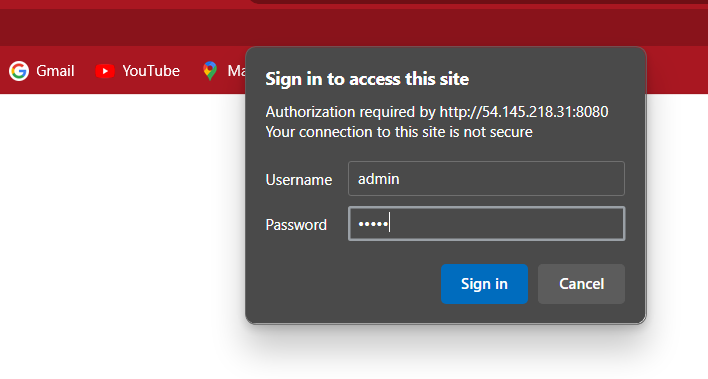 Gmail YouTube Ma
Sign in to access this site
Authorization required by http://54.145.218.31:8080
Your connection to this site is not secure
Username admin
Password •••••
Sign in Cancel